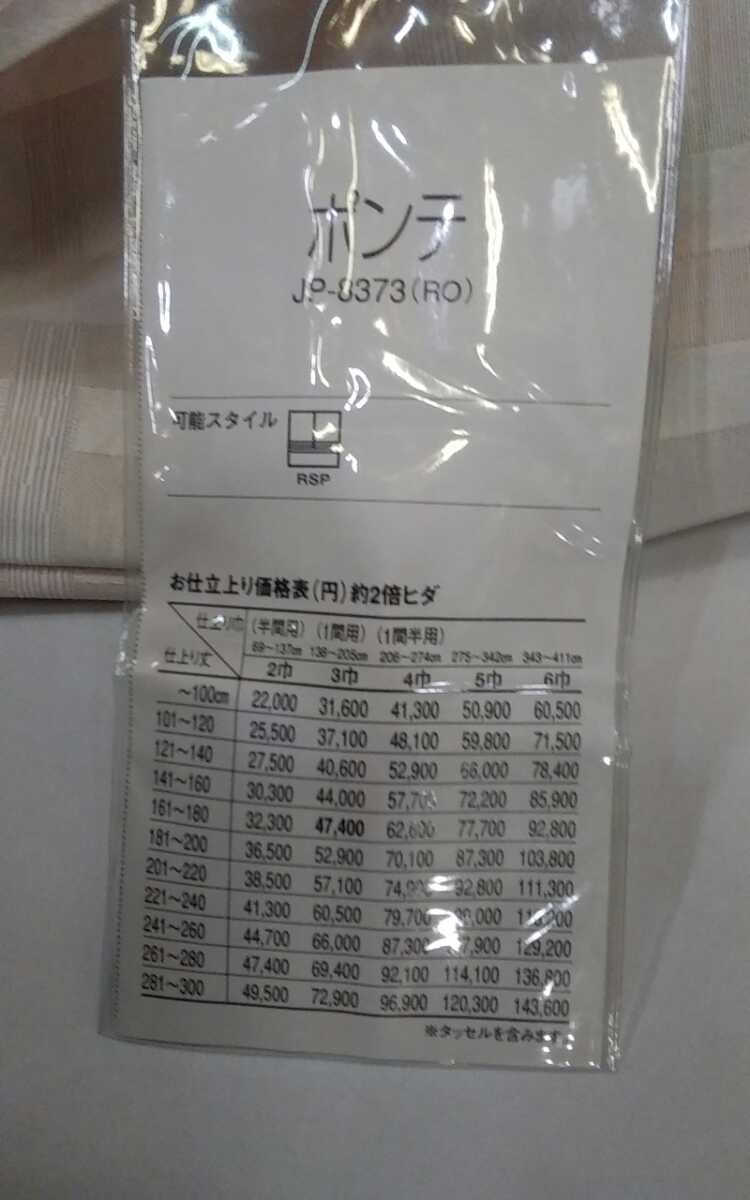 ポンテ
JP-8373(RO)
可能スタイル
RSP
お仕立上り価格表(円)約2倍ヒダ
仕上り巾 (半間用) (1間用) (1間半用)
69~137cm 138~205cm 206~274cm 275~342cm 343~411cm
仕上り丈 2巾 3巾 4巾 5巾 6巾
~100cm 22,000 31,600 41,300 50,900 60,500
101~120 25,500 37,100 48,100 59,800 71,500
121~140 27,500 40,600 52,900 66,000 78,400
141~160 30,300 44,000 57,700 72,200 85,900
161~180 32,300 47,400 62,600 77,700 92,800
181~200 36,500 52,900 70,100 87,300 103,800
201~220 38,500 57,100 92,800 111,300
221~240 41,300 60,500 79,700
241~260 44,700 66,000 87,300 129,200
261~280 47,400 69,400 92,100 114,100 136,800
281~300 49,500 72,900 96,900 120,300 143,600
※タッセルを含みます。